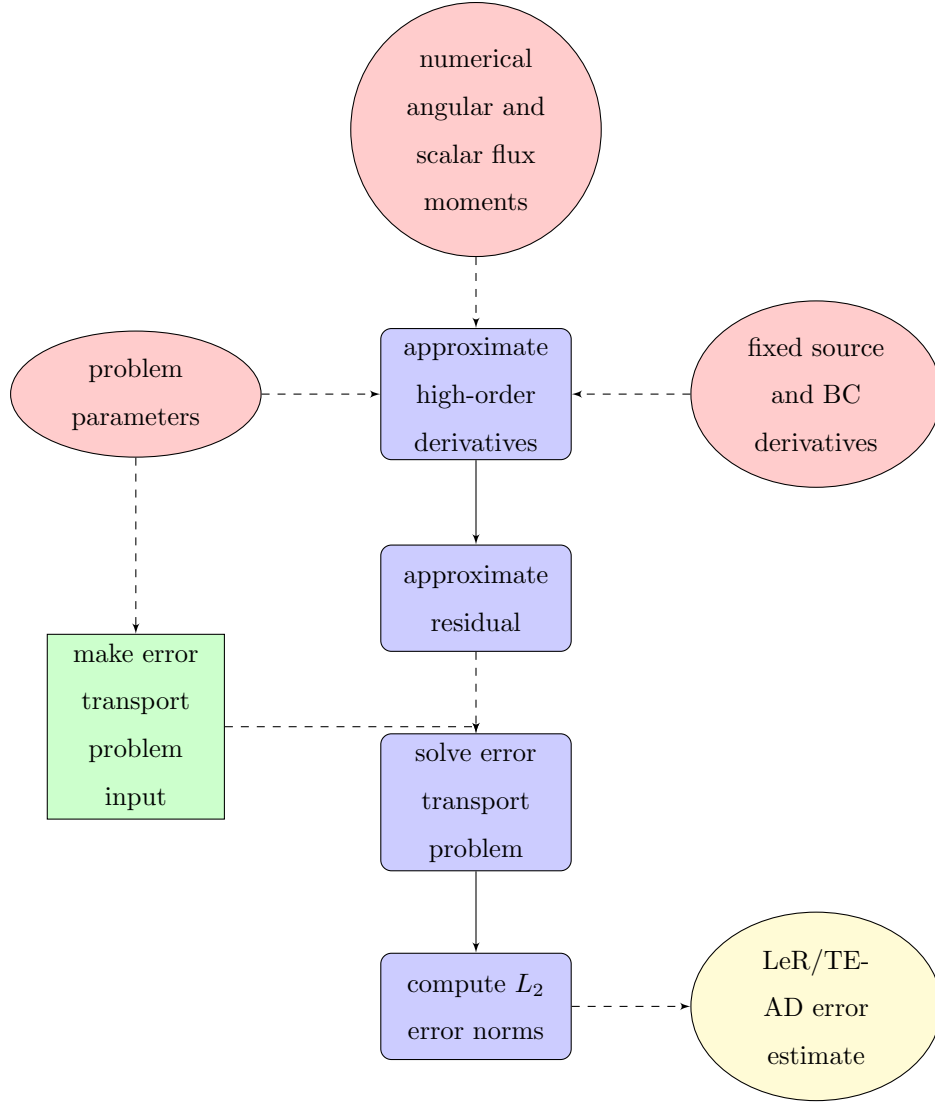 numerical
angular and
scalar flux
moments
problem
parameters
approximate
high-order
derivatives
fixed source
and BC
derivatives
approximate
residual
make error
transport
problem
input
solve error
transport
problem
compute L₂
error norms
LeR/TE-
AD error
estimate